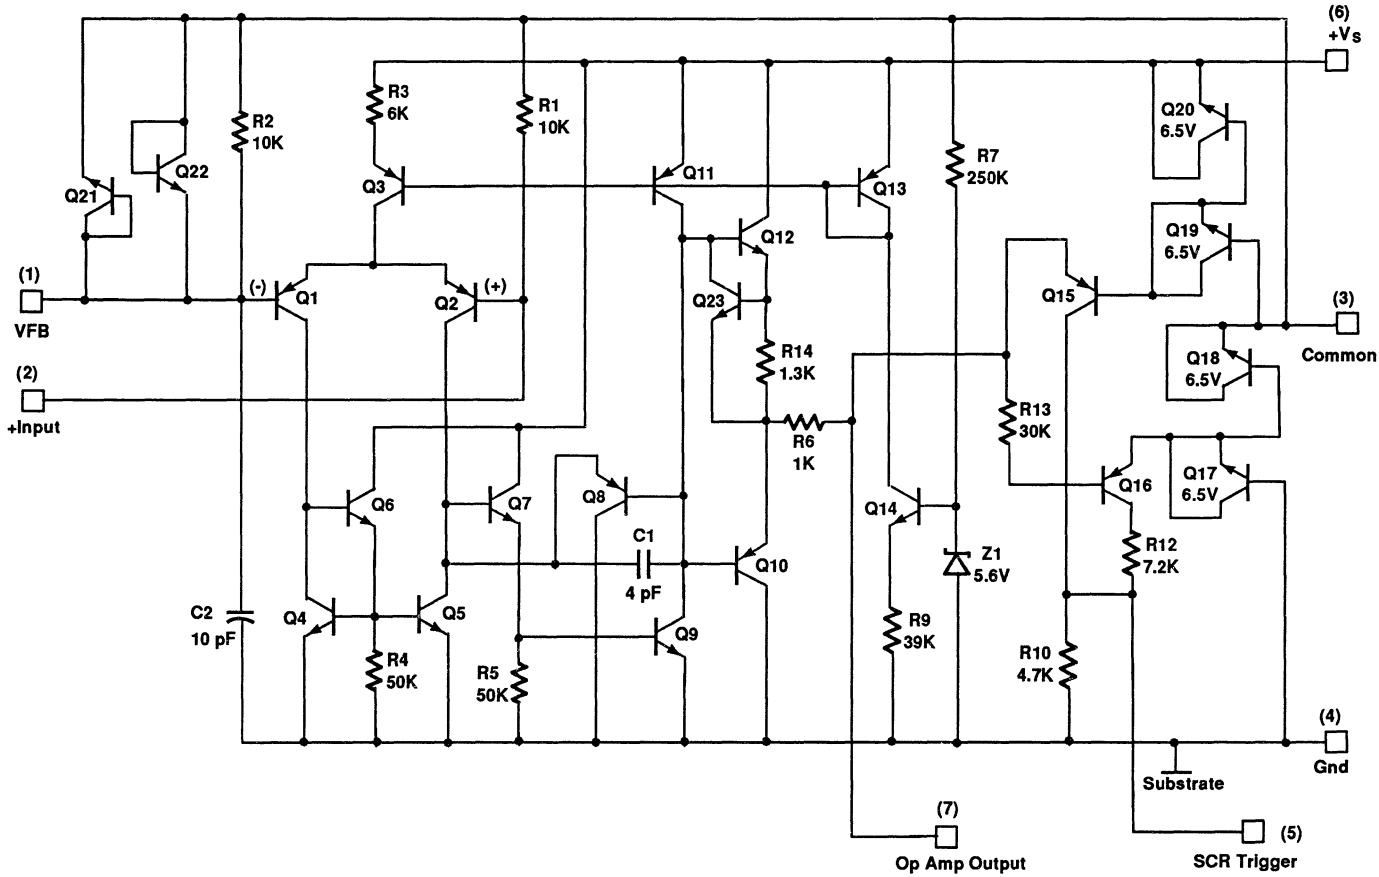 (6)
+Vs
R3
6K
R1
10K
R2
10K
Q20
6.5V
R7
250K
Q21
Q22
Q3
Q11
Q13
Q12
Q19
6.5V
(1)
VFB
(-)
Q1
Q2
(+)
Q23
Q15
(3)
Common
R14
1.3K
Q18
6.5V
(2)
+Input
R13
30K
R6
1K
Q6
Q7
Q8
Q14
Q16
Q17
6.5V
C1
4 pF
Q10
Z1
5.6V
R12
7.2K
C2
10 pF
Q4
Q5
Q9
R9
39K
R4
50K
R5
50K
R10
4.7K
(4)
Gnd
Substrate
(7)
Op Amp Output
(5)
SCR Trigger